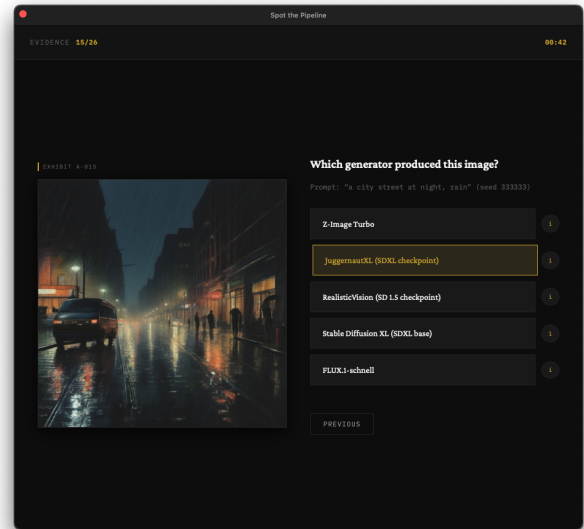 Spot the Pipeline
EVIDENCE 15/26
00:42
EXHIBIT A-015
Which generator produced this image?
Prompt: "a city street at night, rain" (seed 333333)
Z-Image Turbo
i
JuggernautXL (SDXL checkpoint)
i
RealisticVision (SD 1.5 checkpoint)
i
Stable Diffusion XL (SDXL base)
i
FLUX.1-schnell
i
PREVIOUS